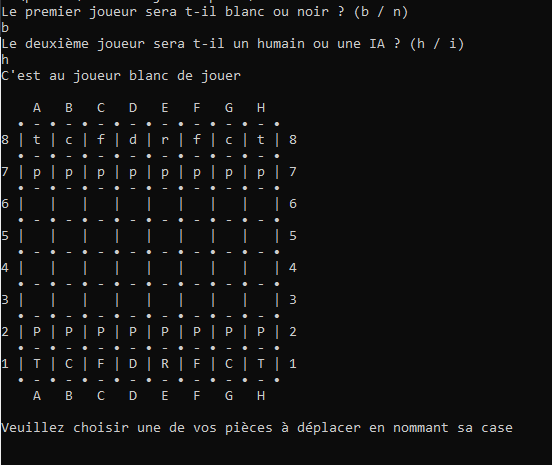 Le premier joueur sera t-il blanc ou noir ? (b / n)
b
Le deuxième joueur sera t-il un humain ou une IA ? (h / i)
h
C'est au joueur blanc de jouer
A B C D E F G H
• - • - • - • - • - • - • - • - •
8 | t | c | f | d | r | f | c | t | 8
• - • - • - • - • - • - • - • - •
7 | p | p | p | p | p | p | p | p | 7
• - • - • - • - • - • - • - • - •
6 |   |   |   |   |   |   |   |   | 6
• - • - • - • - • - • - • - • - •
5 |   |   |   |   |   |   |   |   | 5
• - • - • - • - • - • - • - • - •
4 |   |   |   |   |   |   |   |   | 4
• - • - • - • - • - • - • - • - •
3 |   |   |   |   |   |   |   |   | 3
• - • - • - • - • - • - • - • - •
2 | P | P | P | P | P | P | P | P | 2
• - • - • - • - • - • - • - • - •
1 | T | C | F | D | R | F | C | T | 1
• - • - • - • - • - • - • - • - •
A B C D E F G H
Veuillez choisir une de vos pièces à déplacer en nommant sa case